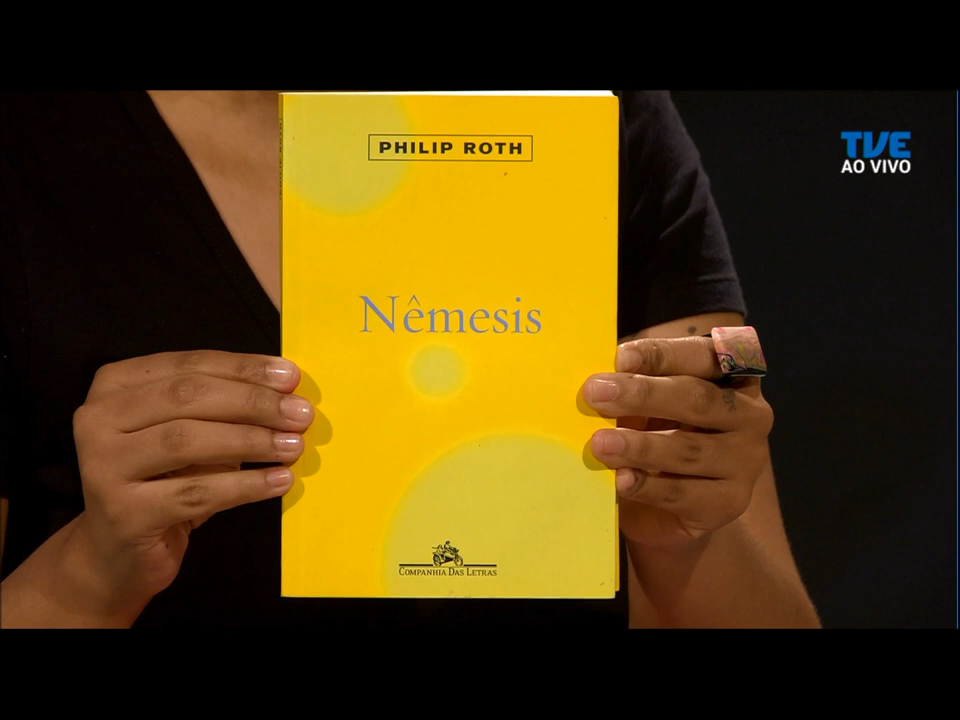 PHILIP ROTH
TVE
AO VIVO
Nêmesis
COMPANHIA DAS LETRAS